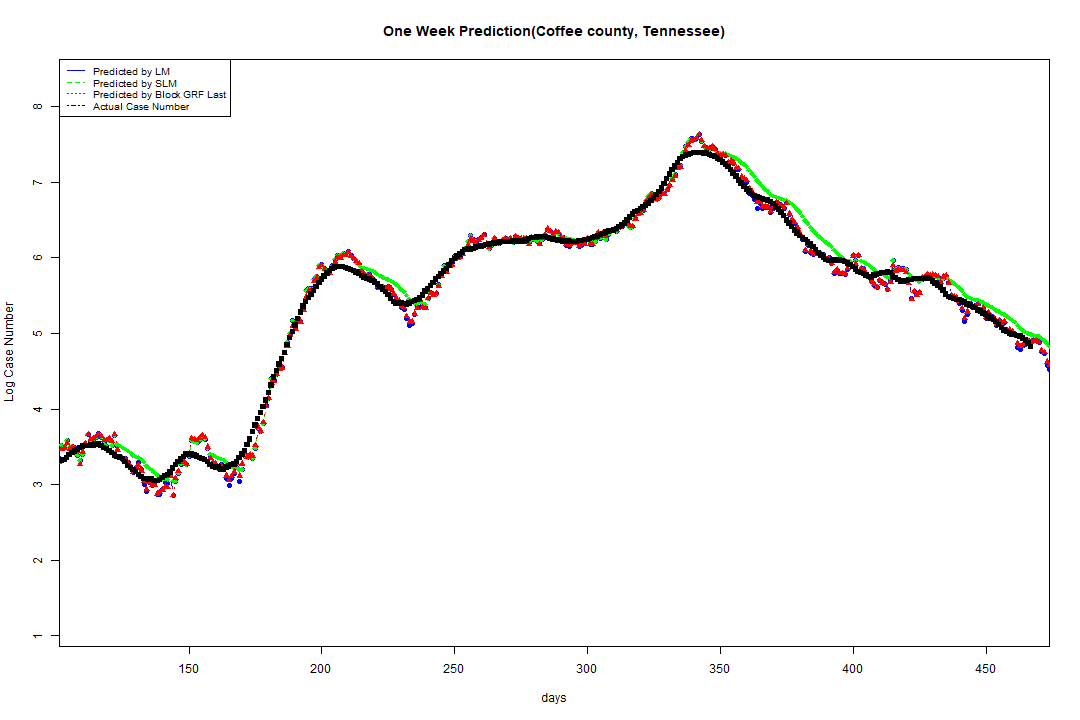 One Week Prediction(Coffee county, Tennessee)
Predicted by LM
Predicted by SLM
Predicted by Block GRF Last
Actual Case Number
8
7
6
5
4
3
2
1
Log Case Number
150 200 250 300 350 400 450
days